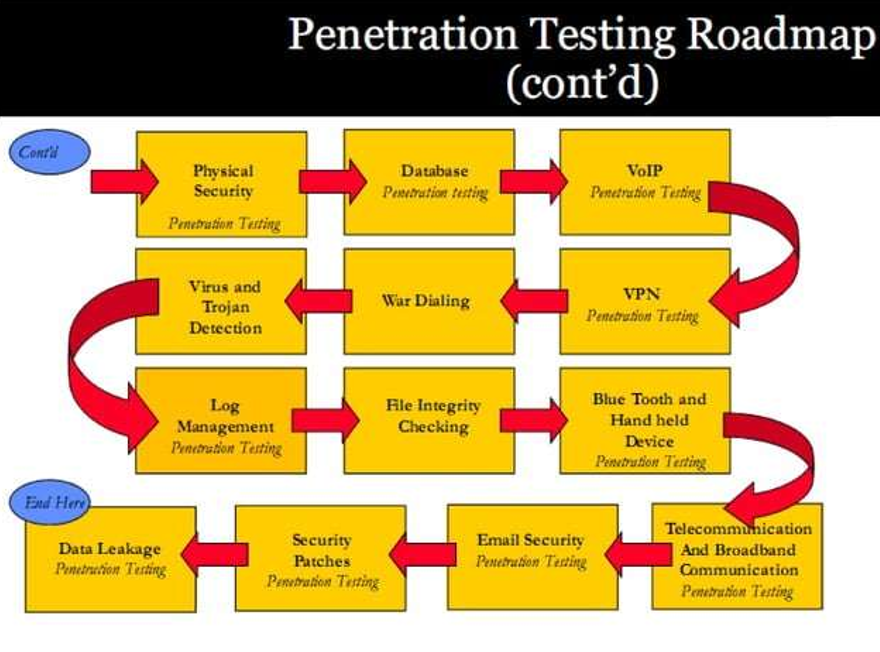 Penetration Testing Roadmap
(cont’d)
Cont'd
Physical
Security
Penetration Testing
Database
Penetration testing
VoIP
Penetration Testing
VPN
Penetration Testing
War Dialing
Virus and
Trojan
Detection
Log
Management
Penetration Testing
File Integrity
Checking
Blue Tooth and
Hand held
Device
Penetration Testing
Telecommunication
And Broadband
Communication
Penetration Testing
Email Security
Penetration Testing
Security
Patches
Penetration Testing
Data Leakage
Penetration Testing
End Here